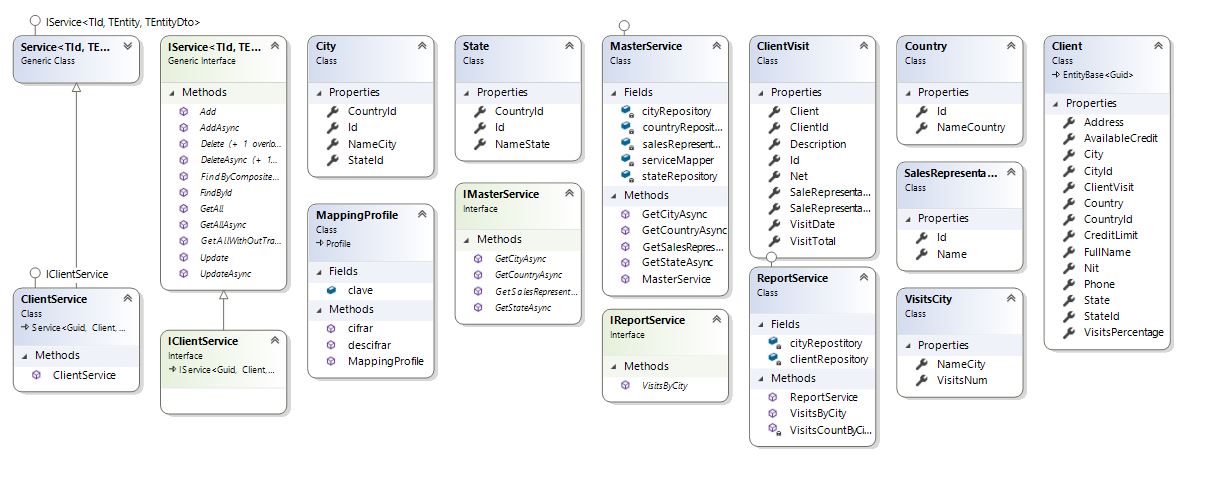 IService<TId, TEntity, TEntityDto>
Service<TId, TE...
Generic Class
IClientService
ClientService
Class
Service<Guid, Client,...
Methods
ClientService
IService<TId, TE...
Generic Interface
Methods
Add
AddAsync
Delete (+ 1 overlo...
DeleteAsync (+ 1...
FindByComposite...
FindById
GetAll
GetAllAsync
GetAllWithOutTra...
Update
UpdateAsync
IClientService
Interface
IService<Guid, Client,...
City
Class
Properties
CountryId
Id
NameCity
StateId
MappingProfile
Class
Profile
Fields
clave
Methods
cifrar
descifrar
MappingProfile
State
Class
Properties
CountryId
Id
NameState
IMasterService
Interface
Methods
GetCityAsync
GetCountryAsync
GetSalesRepresent...
GetStateAsync
MasterService
Class
Fields
cityRepository
countryReposit...
salesRepresent...
serviceMapper
stateRepository
Methods
GetCityAsync
GetCountryAsync
GetSalesRepres...
GetStateAsync
MasterService
IReportService
Interface
Methods
VisitsByCity
ClientVisit
Class
Properties
Client
ClientId
Description
Id
Net
SaleRepresenta...
SaleRepresenta...
VisitDate
VisitTotal
ReportService
Class
Fields
cityRepostitory
clientRepository
Methods
ReportService
VisitsByCity
VisitsCountByCi...
Country
Class
Properties
Id
NameCountry
SalesRepresenta...
Class
Properties
Id
Name
VisitsCity
Class
Properties
NameCity
VisitsNum
Client
Class
EntityBase<Guid>
Properties
Address
AvailableCredit
City
CityId
ClientVisit
Country
CountryId
CreditLimit
FullName
Nit
Phone
State
StateId
VisitsPercentage